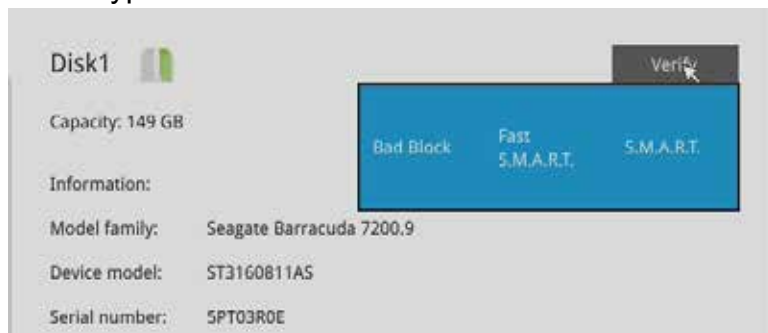 Disk1
Verify
Capacity: 149 GB
Bad Block
Fast
S.M.A.R.T.
S.M.A.R.T.
Information:
Model family: Seagate Barracuda 7200.9
Device model: ST3160811AS
Serial number: 5PT03R0E